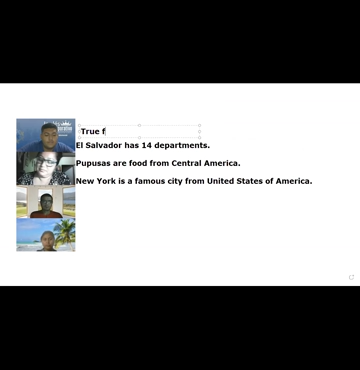 True f
El Salvador has 14 departments.
Pupusas are food from Central America.
New York is a famous city from United States of America.